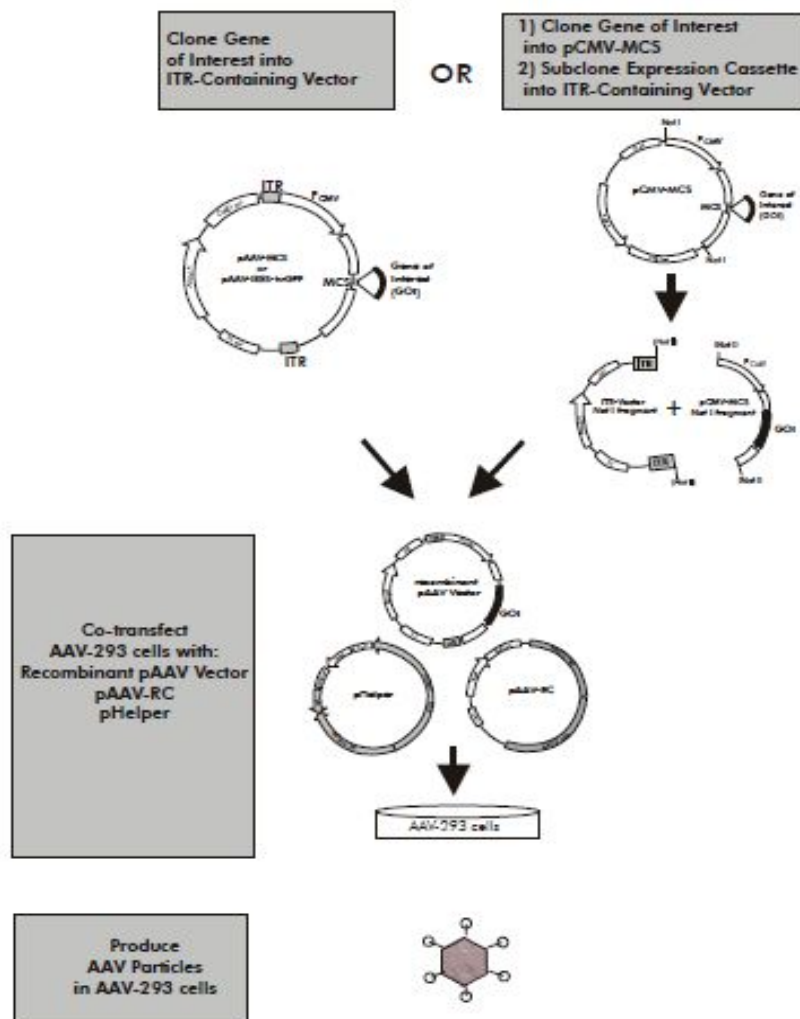 Clone Gene
of Interest into
ITR-Containing Vector
OR
1) Clone Gene of Interest
into pCMV-MCS
2) Subclone Expression Cassette
into ITR-Containing Vector
ITR
PCMV
pAAV-MCS
or
pAAV-IRES-hrGFP
MCS
Gene of
Interest
(GOI)
ITR
Not I
PCMV
pCMV-MCS
MCS
Gene of
Interest
(GOI)
Not I
ITR
ITR-Vector
Not I fragment
+
pCMV-MCS
Not I fragment
GOI
ITR
Co-transfect
AAV-293 cells with:
Recombinant pAAV Vector
pAAV-RC
pHelper
recombinant
pAAV Vector
GOI
pHelper
pAAV-RC
AAV-293 cells
Produce
AAV Particles
in AAV-293 cells